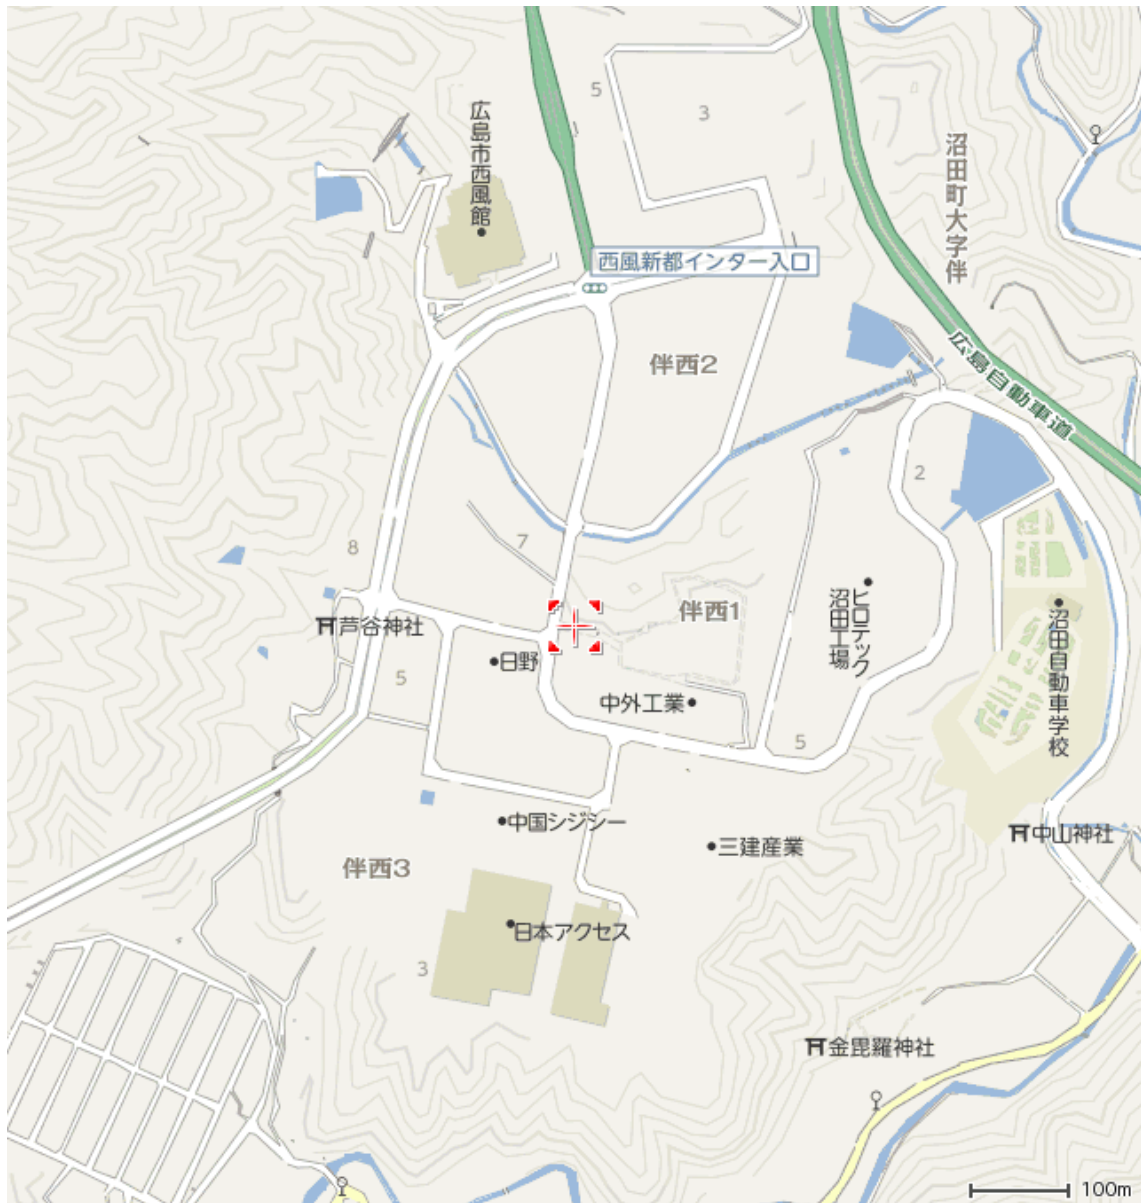 5
3
広島市西風館
沼田町大字伴
西風新都インター入口
広島自動車道
伴西2
2
7
8
伴西1
ヒロテック
沼田工場
沼田自動車学校
芦谷神社
日野
5
中外工業
5
中国シジシー
三建産業
中山神社
伴西3
日本アクセス
3
4
金毘羅神社
100m